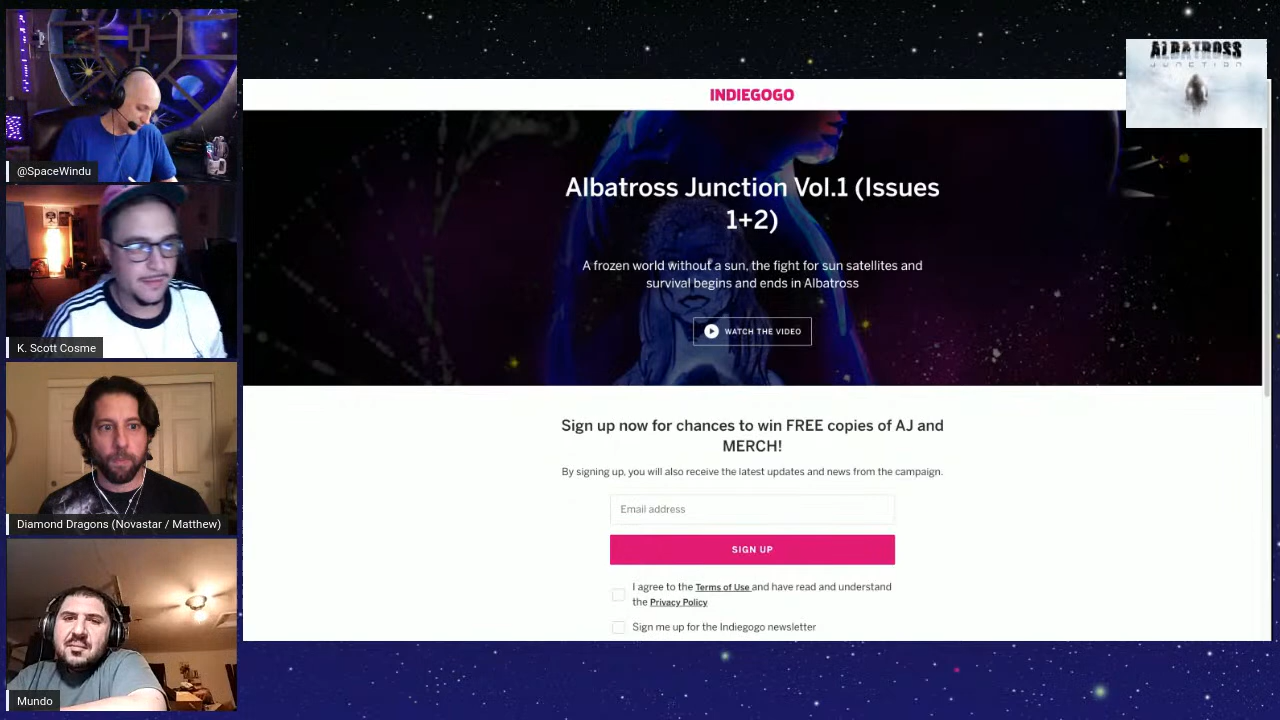 @SpaceWindu
K. Scott Cosme
Diamond Dragons (Novastar / Matthew)
Mundo
INDIEGOGO
Albatross Junction Vol.1 (Issues
1+2)
A frozen world without a sun, the fight for sun satellites and
survival begins and ends in Albatross
WATCH THE VIDEO
Sign up now for chances to win FREE copies of AJ and
MERCH!
By signing up, you will also receive the latest updates and news from the campaign.
Email address
SIGN UP
I agree to the Terms of Use and have read and understand
the Privacy Policy
Sign me up for the Indiegogo newsletter
ALBATROSS
JUNCTION